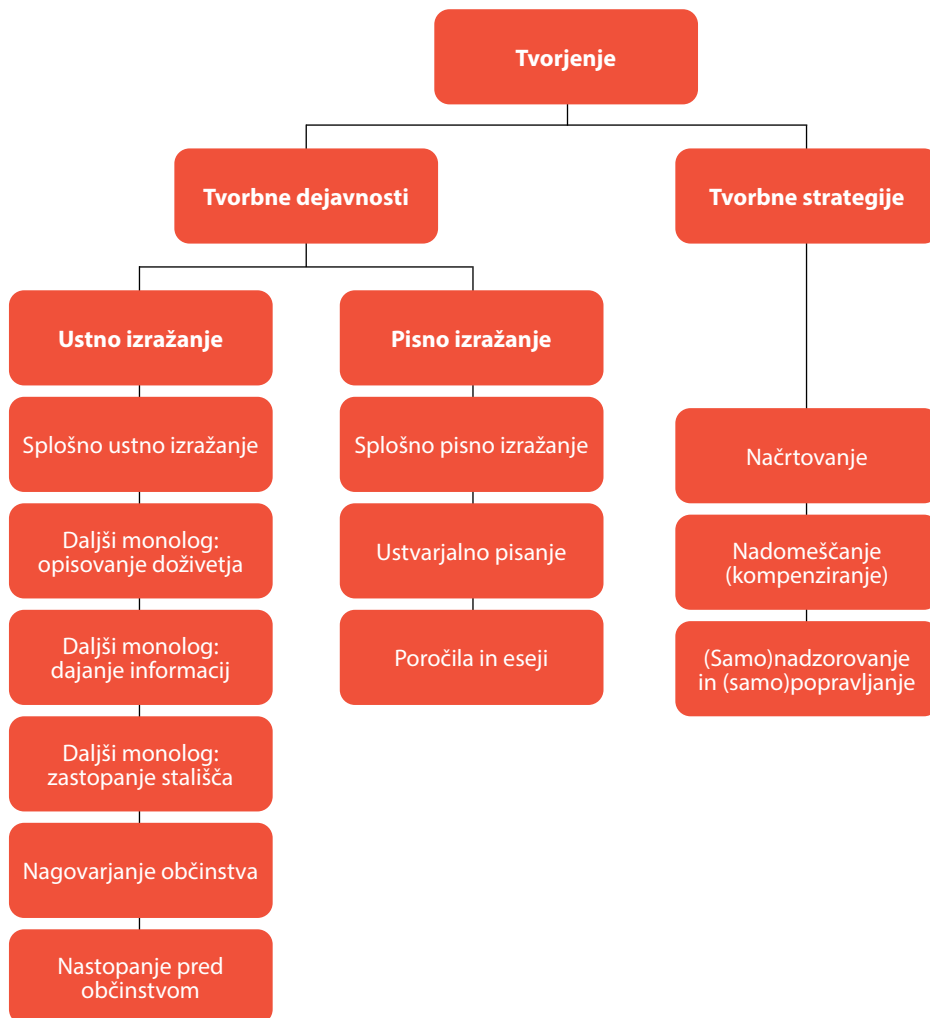 Tvorjenje
Tvorbne dejavnosti
Tvorbne strategije
Ustno izražanje
Pisno izražanje
Splošno ustno izražanje
Splošno pisno izražanje
Načrtovanje
Daljši monolog:
opisovanje doživetja
Ustvarjalno pisanje
Nadomeščanje
(kompenziranje)
Daljši monolog:
dajanje informacij
Poročila in eseji
(Samo)nadzorovanje
in (samo)popravljanje
Daljši monolog:
zastopanje stališča
Nagovarjanje občinstva
Nastopanje pred
občinstvom